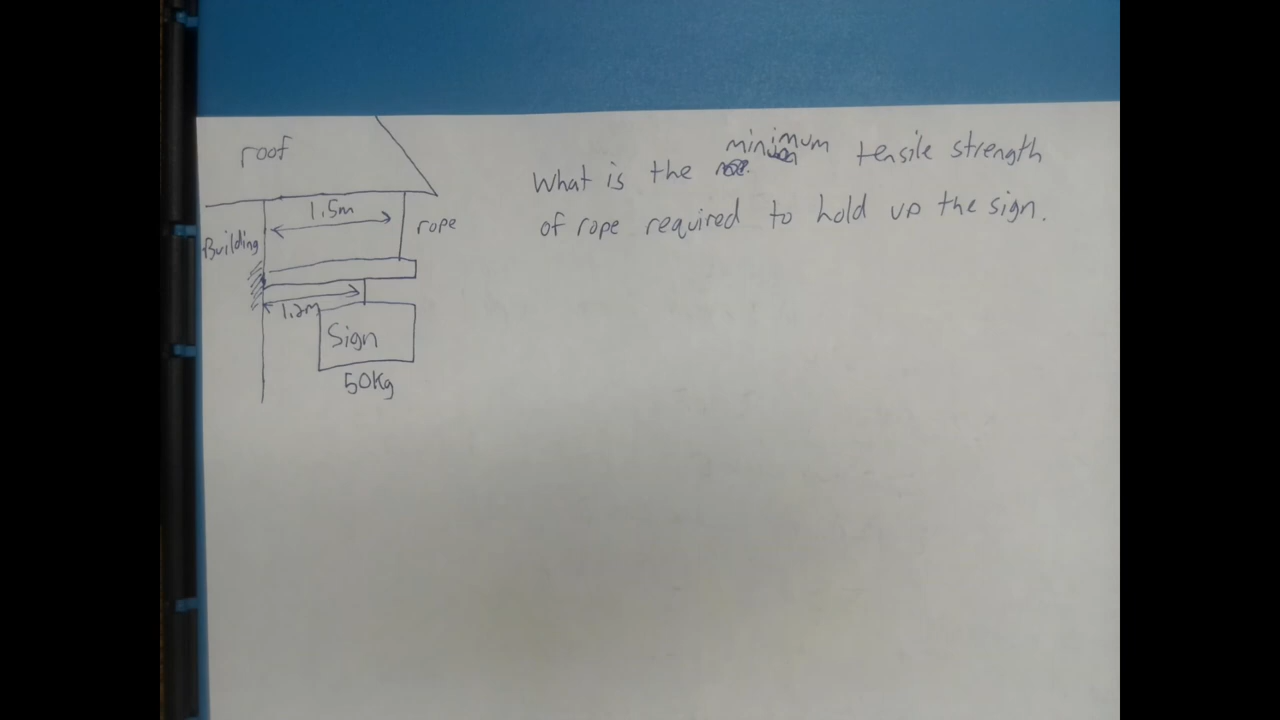 roof
1.5m
rope
Building
1.2m
Sign
50Kg
What is the minimum tensile strength
of rope required to hold up the sign.